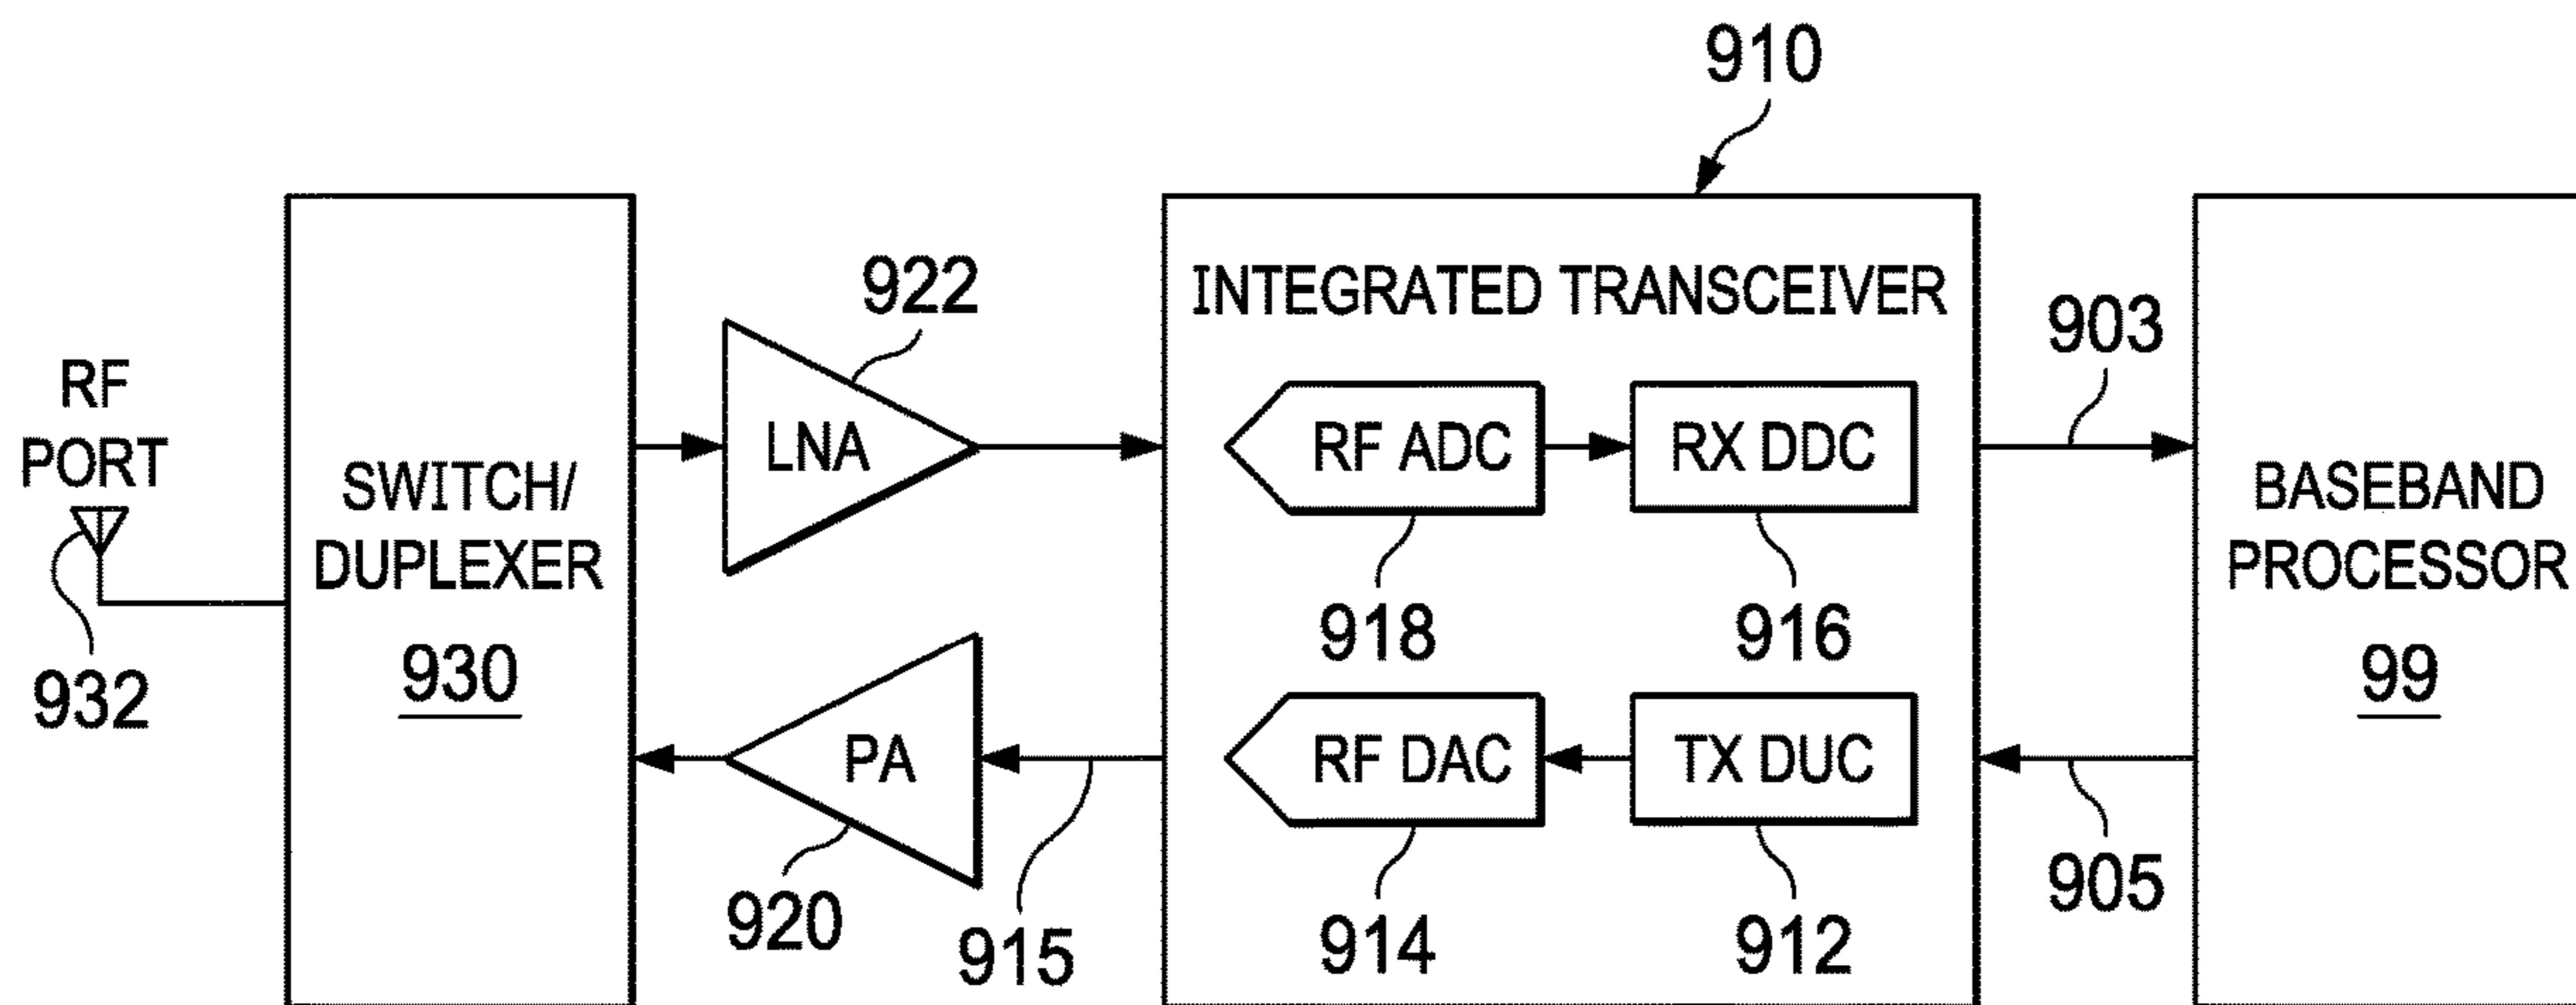 910
922
INTEGRATED TRANSCEIVER
903
RF
PORT
932
SWITCH/
DUPLEXER
930
LNA
RF ADC
RX DDC
918
916
BASEBAND
PROCESSOR
99
PA
920
915
RF DAC
TX DUC
914
912
905